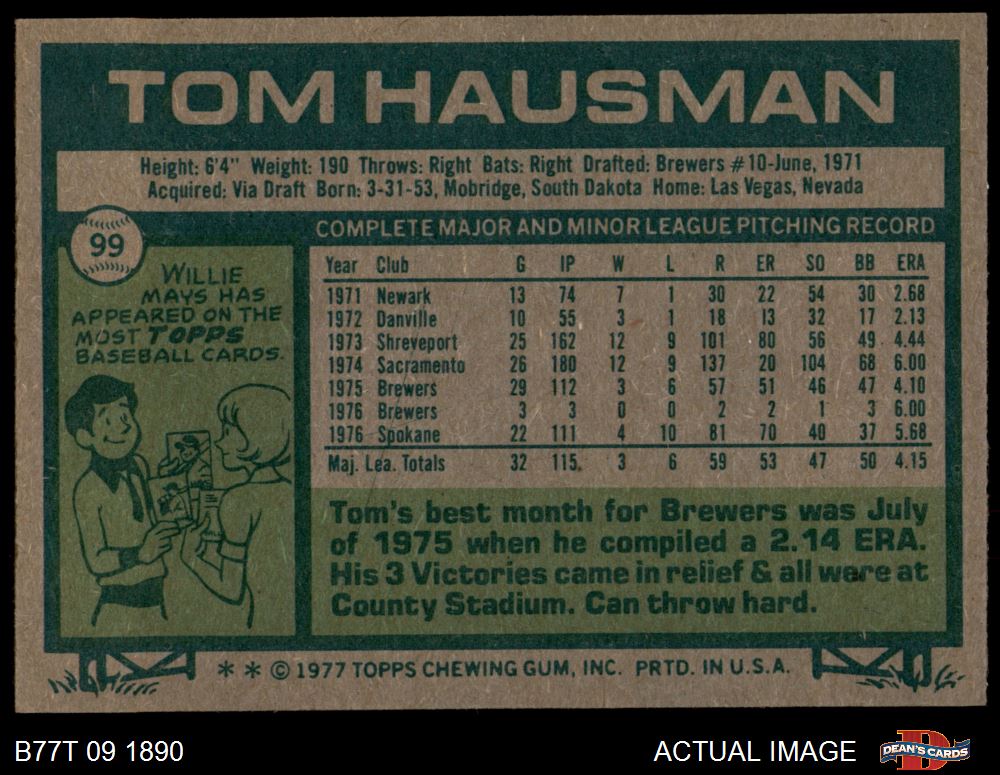 TOM HAUSMAN
Height: 6'4" Weight: 190 Throws: Right Bats: Right Drafted: Brewers #10-June, 1971
Acquired: Via Draft Born: 3-31-53, Mobridge, South Dakota Home: Las Vegas, Nevada
99
WILLIE
MAYS HAS
APPEARED ON THE
MOST TOPPS
BASEBALL CARDS.
COMPLETE MAJOR AND MINOR LEAGUE PITCHING RECORD
Year Club G IP W L R ER SO BB ERA
1971 Newark 13 74 7 1 30 22 54 30 2.68
1972 Danville 10 55 3 1 18 13 32 17 2.13
1973 Shreveport 25 162 12 9 101 80 56 49 4.44
1974 Sacramento 26 180 12 9 137 20 104 68 6.00
1975 Brewers 29 112 3 6 57 51 46 47 4.10
1976 Brewers 3 3 0 0 2 2 1 3 6.00
1976 Spokane 22 111 4 10 81 70 40 37 5.68
Maj. Lea. Totals 32 115. 3 6 59 53 47 50 4.15
Tom's best month for Brewers was July
of 1975 when he compiled a 2.14 ERA.
His 3 Victories came in relief & all were at
County Stadium. Can throw hard.
** © 1977 TOPPS CHEWING GUM, INC. PRTD. IN U.S.A.
B77T 09 1890
ACTUAL IMAGE
DEAN'S CARDS